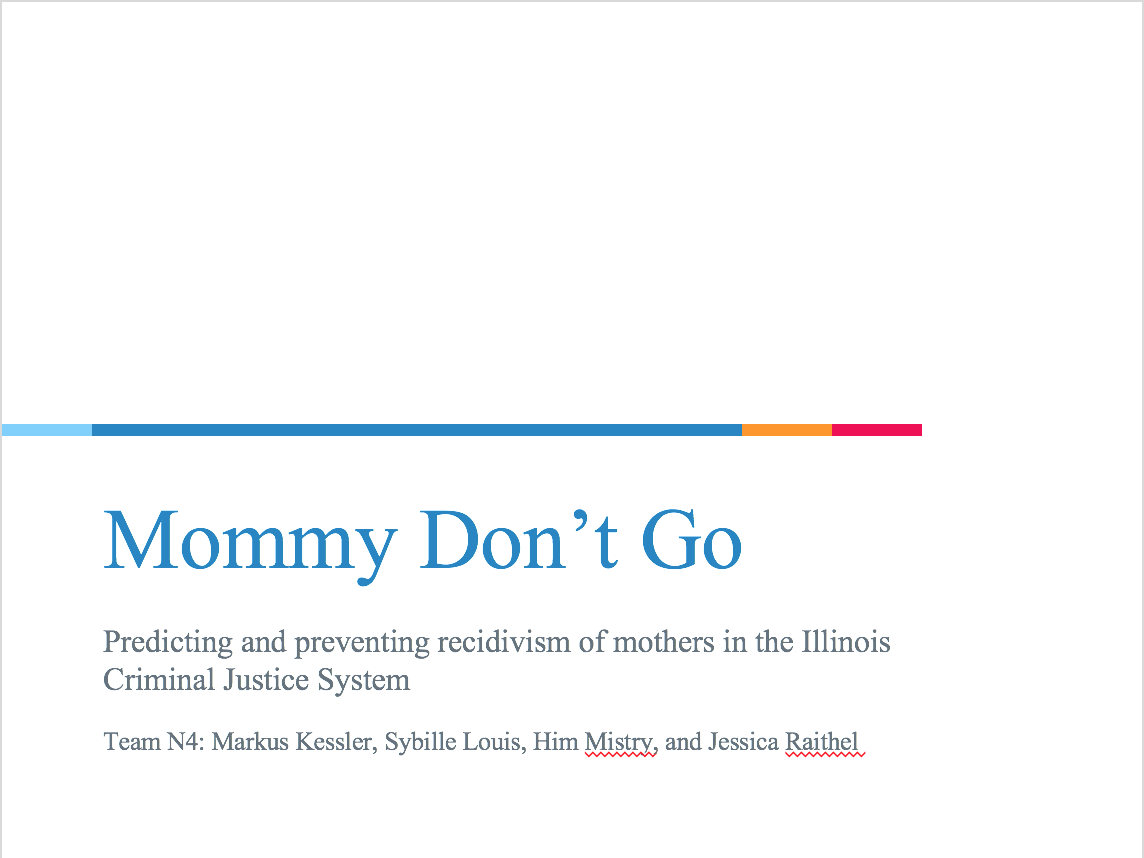 Mommy Don’t Go
Predicting and preventing recidivism of mothers in the Illinois
Criminal Justice System
Team N4: Markus Kessler, Sybille Louis, Him Mistry, and Jessica Raithel